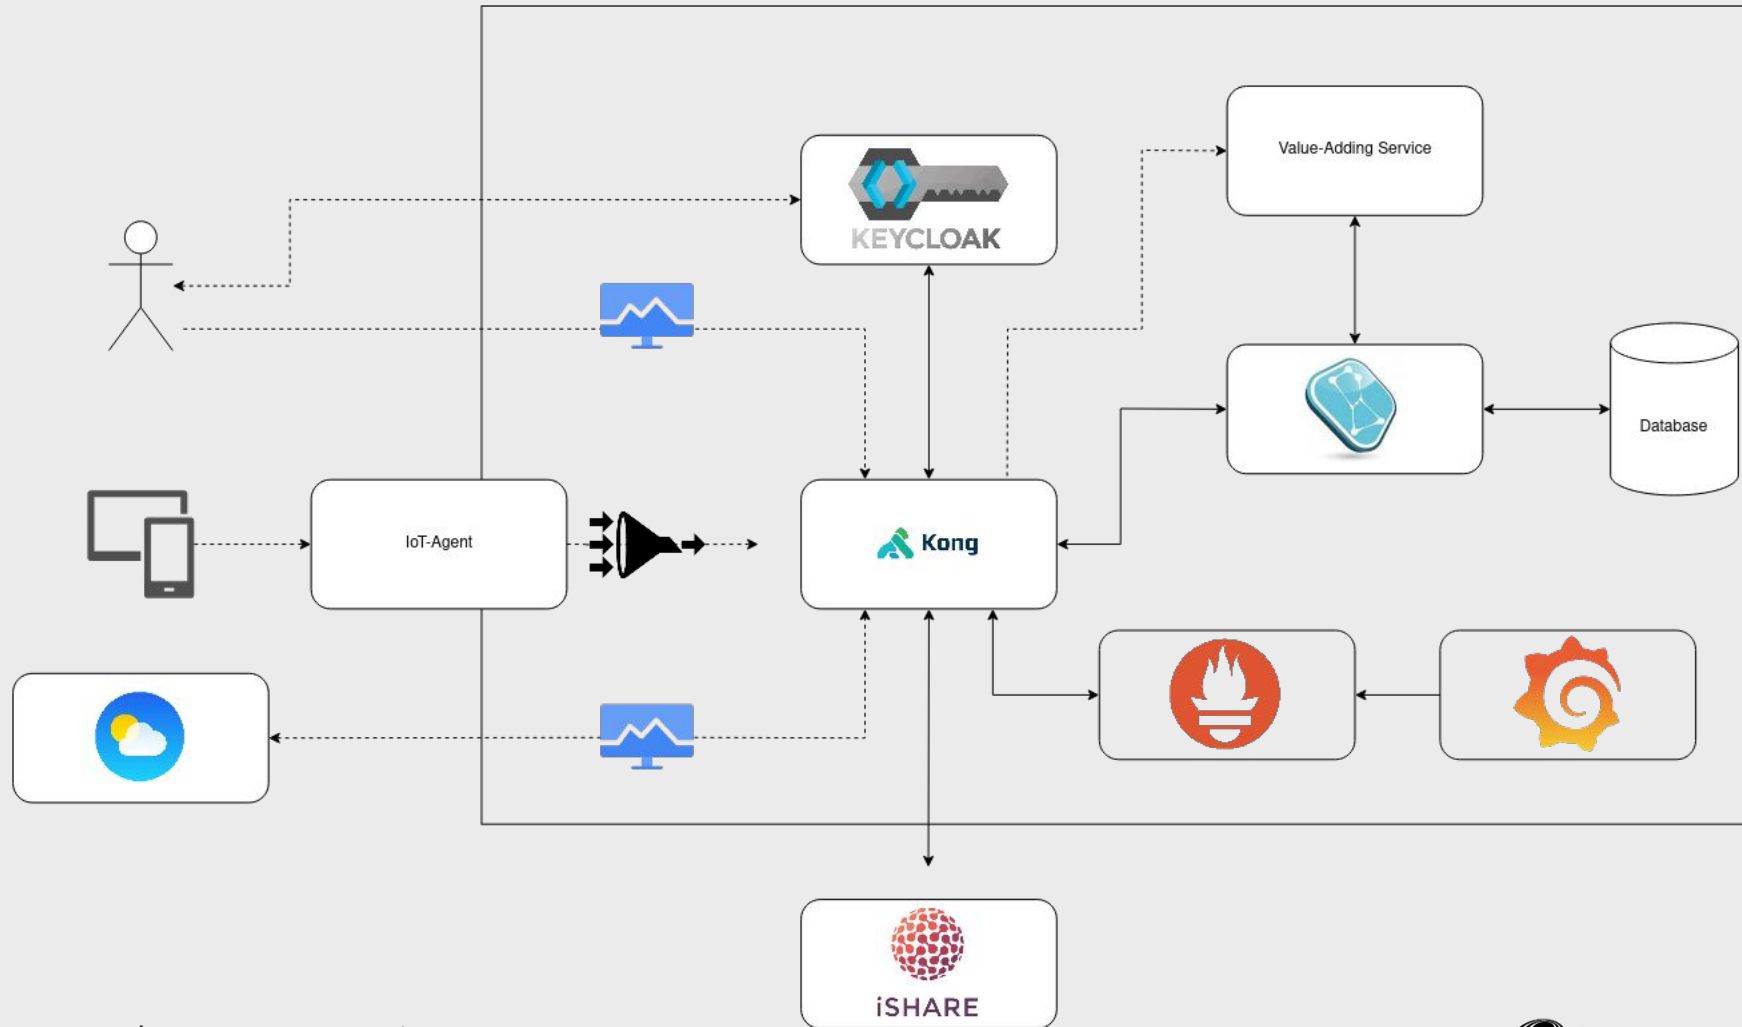 Value-Adding Service
KEYCLOAK
Database
IoT-Agent
Kong
iSHARE